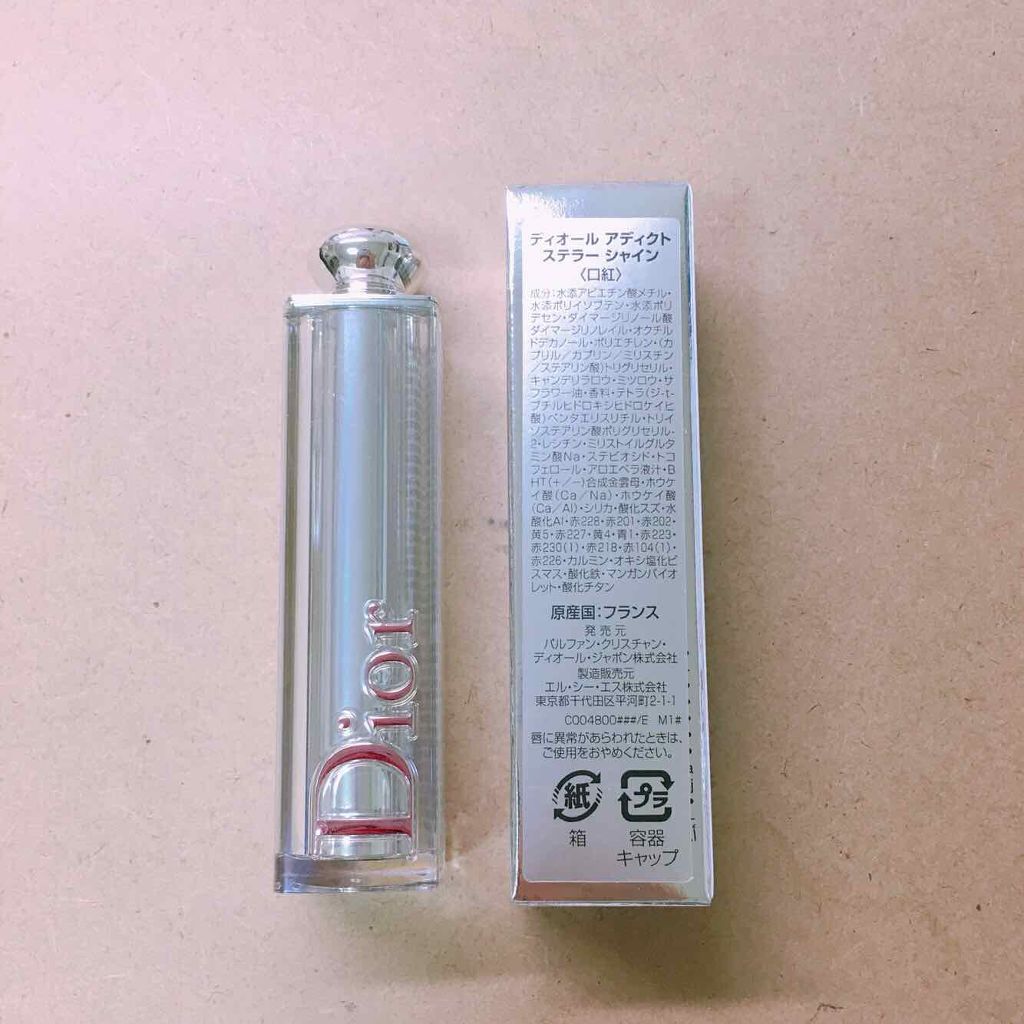 Dior
ディオール アディクト
ステラー シャイン
〈口紅〉
成分:水添アビエチン酸メチル・
水添ポリイソブテン・水添ポリ
デセン・ダイマージリノール酸
ダイマージリノレイル・オクチル
ドデカノール・ポリエチレン・(カ
プリル/カプリン/ミリスチン
/ステアリン酸)トリグリセリル・
キャンデリラロウ・ミツロウ・サ
フラワー油・香料・テトラ(ジ-t-
ブチルヒドロキシヒドロケイヒ
酸)ペンタエリスリチル・トリイ
ソステアリン酸ポリグリセリル-
2・レシチン・ミリストイルグルタ
ミン酸Na・ステビオシド・トコ
フェロール・アロエベラ液汁・B
HT(+/−)合成金雲母・ホウケ
イ酸(Ca/Na)・ホウケイ酸
(Ca/Al)・シリカ・酸化スズ・水
酸化Al・赤228・赤201・赤202・
黄5・赤227・黄4・青1・赤223・
赤230(1)・赤218・赤104(1)・
赤226・カルミン・オキシ塩化ビ
スマス・酸化鉄・マンガンバイオ
レット・酸化チタン
原産国:フランス
発売元
パルファン・クリスチャン・
ディオール・ジャポン株式会社
製造販売元
エル・シー・エス株式会社
東京都千代田区平河町2-1-1
C004800###/E M1#
唇に異常があらわれたときは、
ご使用をおやめください。
紙 プラ
箱 容器
キャップ